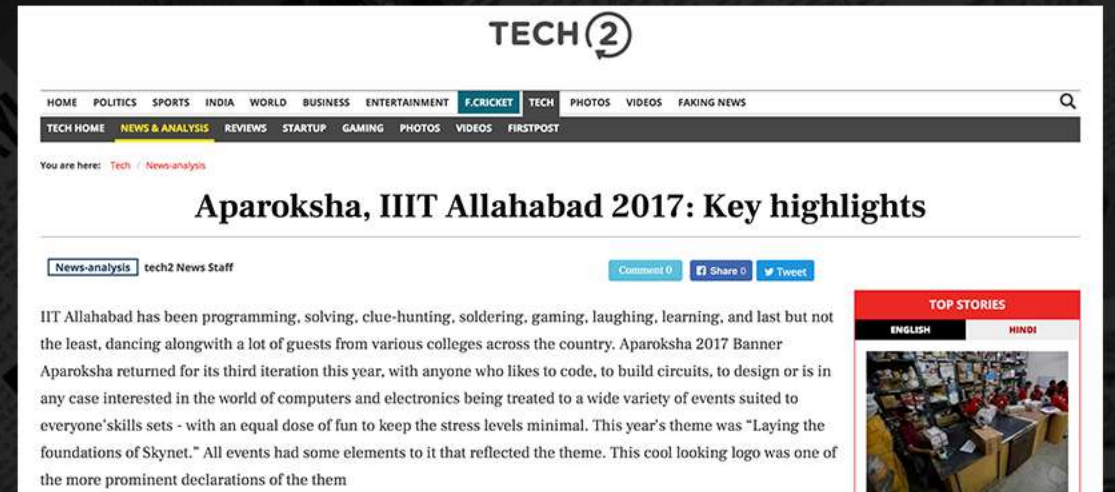 TECH2
HOME POLITICS SPORTS INDIA WORLD BUSINESS ENTERTAINMENT F.CRICKET TECH PHOTOS VIDEOS FAKING NEWS
TECH HOME NEWS & ANALYSIS REVIEWS STARTUP GAMING PHOTOS VIDEOS FIRSTPOST
You are here: Tech / News-analysis
Aparoksha, IIIT Allahabad 2017: Key highlights
News-analysis tech2 News Staff
Comment 0 Share 0 Tweet
IIT Allahabad has been programming, solving, clue-hunting, soldering, gaming, laughing, learning, and last but not
the least, dancing alongwith a lot of guests from various colleges across the country. Aparoksha 2017 Banner
Aparoksha returned for its third iteration this year, with anyone who likes to code, to build circuits, to design or is in
any case interested in the world of computers and electronics being treated to a wide variety of events suited to
everyone'skills sets - with an equal dose of fun to keep the stress levels minimal. This year's theme was "Laying the
foundations of Skynet." All events had some elements to it that reflected the theme. This cool looking logo was one of
the more prominent declarations of the them
TOP STORIES
ENGLISH HINDI